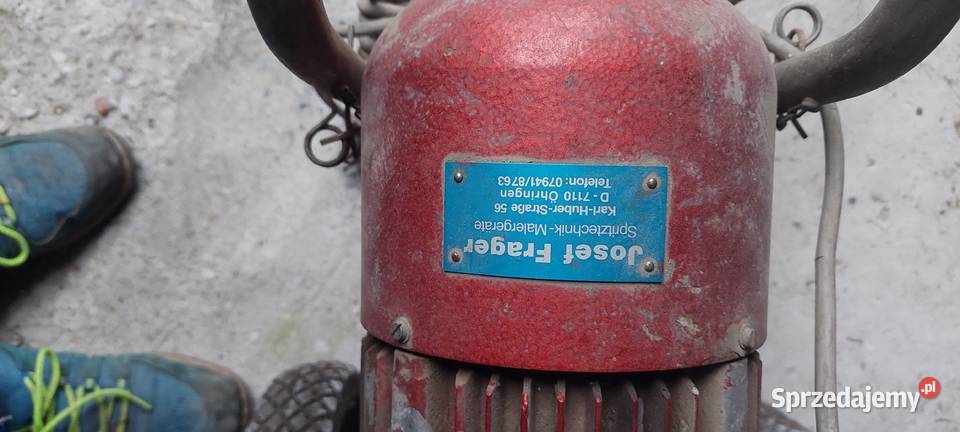 Josef Frager
Spritztechnik-Malergeräte
Karl-Huber-Straße 56
D-7110 Öhringen
Telefon: 07941/8763
Sprzedajemy.pl